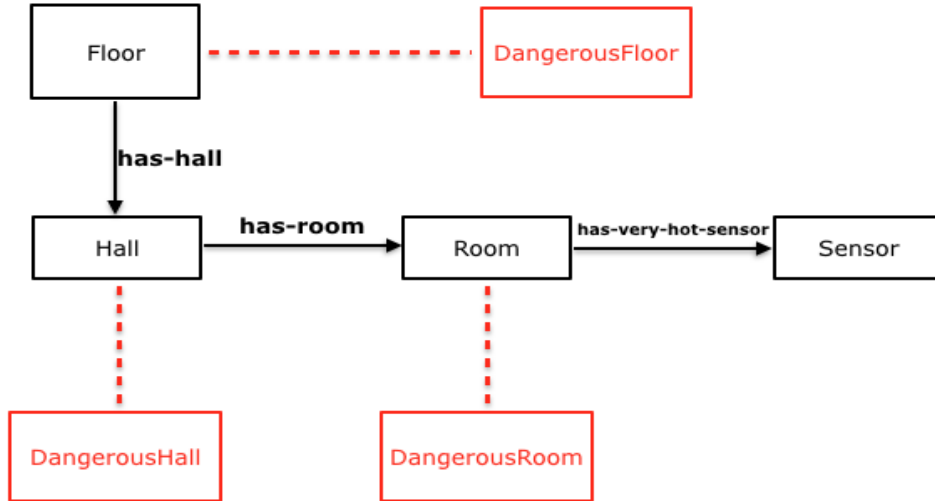 Floor
DangerousFloor
has-hall
Hall
has-room
Room
has-very-hot-sensor
Sensor
DangerousHall
DangerousRoom